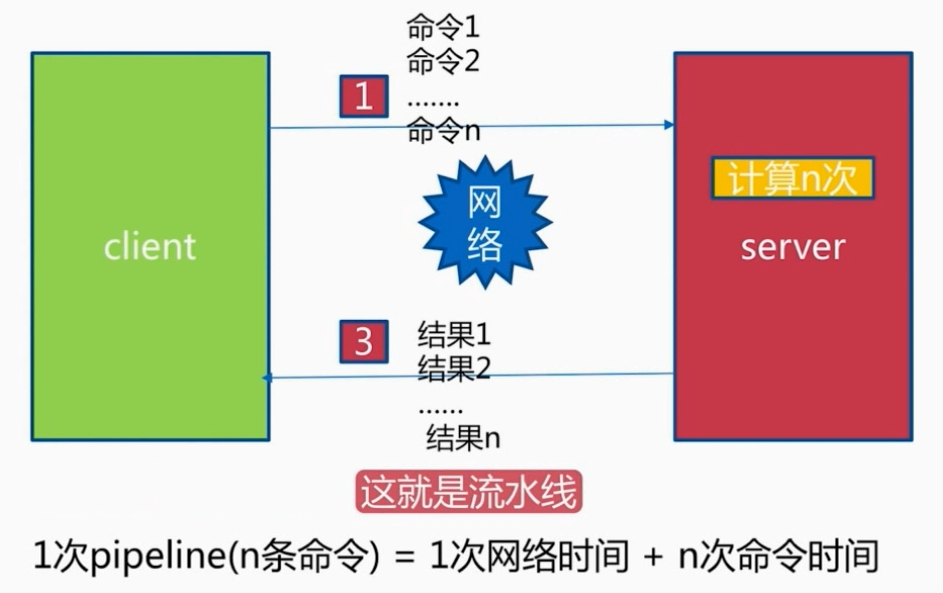 命令1
命令2
.......
命令n
1
计算n次
网
络
client
server
3
结果1
结果2
......
结果n
这就是流水线
1次pipeline(n条命令) = 1次网络时间 + n次命令时间